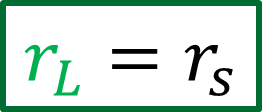 r_L = r_s